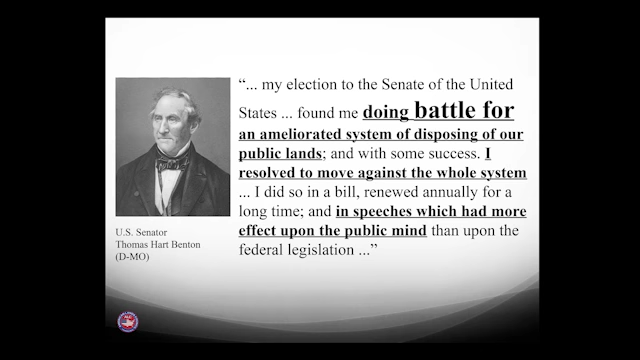 “... my election to the Senate of the United
States ... found me doing battle for
an ameliorated system of disposing of our
public lands; and with some success. I
resolved to move against the whole system
... I did so in a bill, renewed annually for a
long time; and in speeches which had more
effect upon the public mind than upon the
federal legislation ...”
U.S. Senator
Thomas Hart Benton
(D-MO)